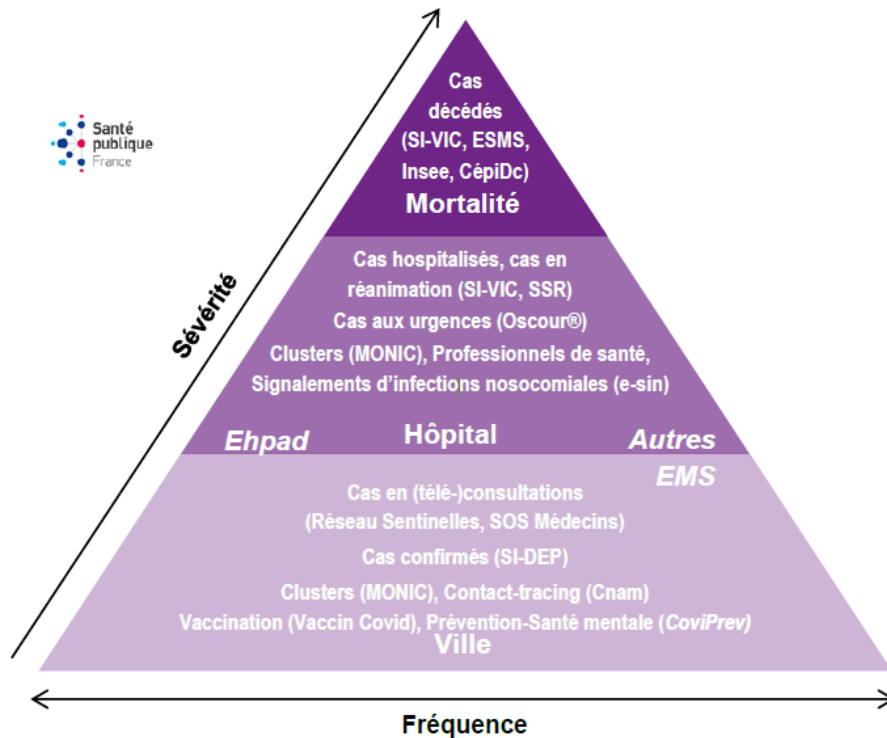 Santé
publique
France
Sévérité
Cas
décédés
(SI-VIC, ESMS,
Insee, CépiDc)
Mortalité
Cas hospitalisés, cas en
réanimation (SI-VIC, SSR)
Cas aux urgences (Oscour®)
Clusters (MONIC), Professionnels de santé,
Signalements d'infections nosocomiales (e-sin)
Ehpad Hôpital Autres
EMS
Cas en (télé-)consultations
(Réseau Sentinelles, SOS Médecins)
Cas confirmés (SI-DEP)
Clusters (MONIC), Contact-tracing (Cnam)
Vaccination (Vaccin Covid), Prévention-Santé mentale (CoviPrev)
Ville
Fréquence